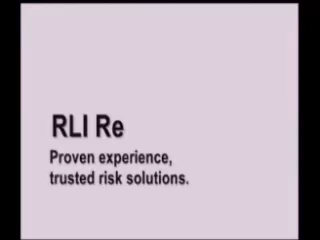 RLI Re
Proven experience,
trusted risk solutions.